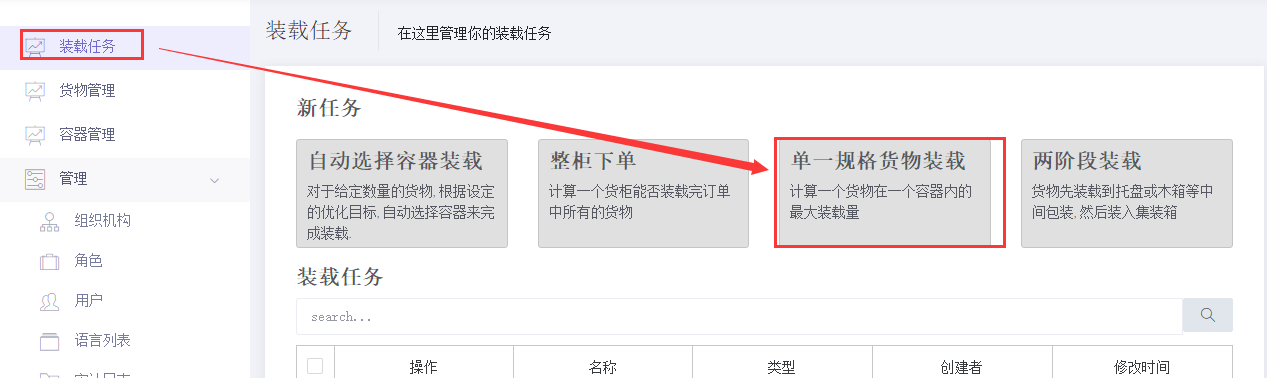 装载任务
货物管理
容器管理
管理
组织机构
角色
用户
语言列表
装载任务
在这里管理你的装载任务
新任务
自动选择容器装载
对于给定数量的货物, 根据设定
的优化目标, 自动选择容器来完
成装载.
整柜下单
计算一个货柜能否装载完订单
中所有的货物
单一规格货物装载
计算一个货物在一个容器内的
最大装载量
两阶段装载
货物先装载到托盘或木箱等中
间包装, 然后装入集装箱
装载任务
search...
操作 名称 类型 创建者 修改时间